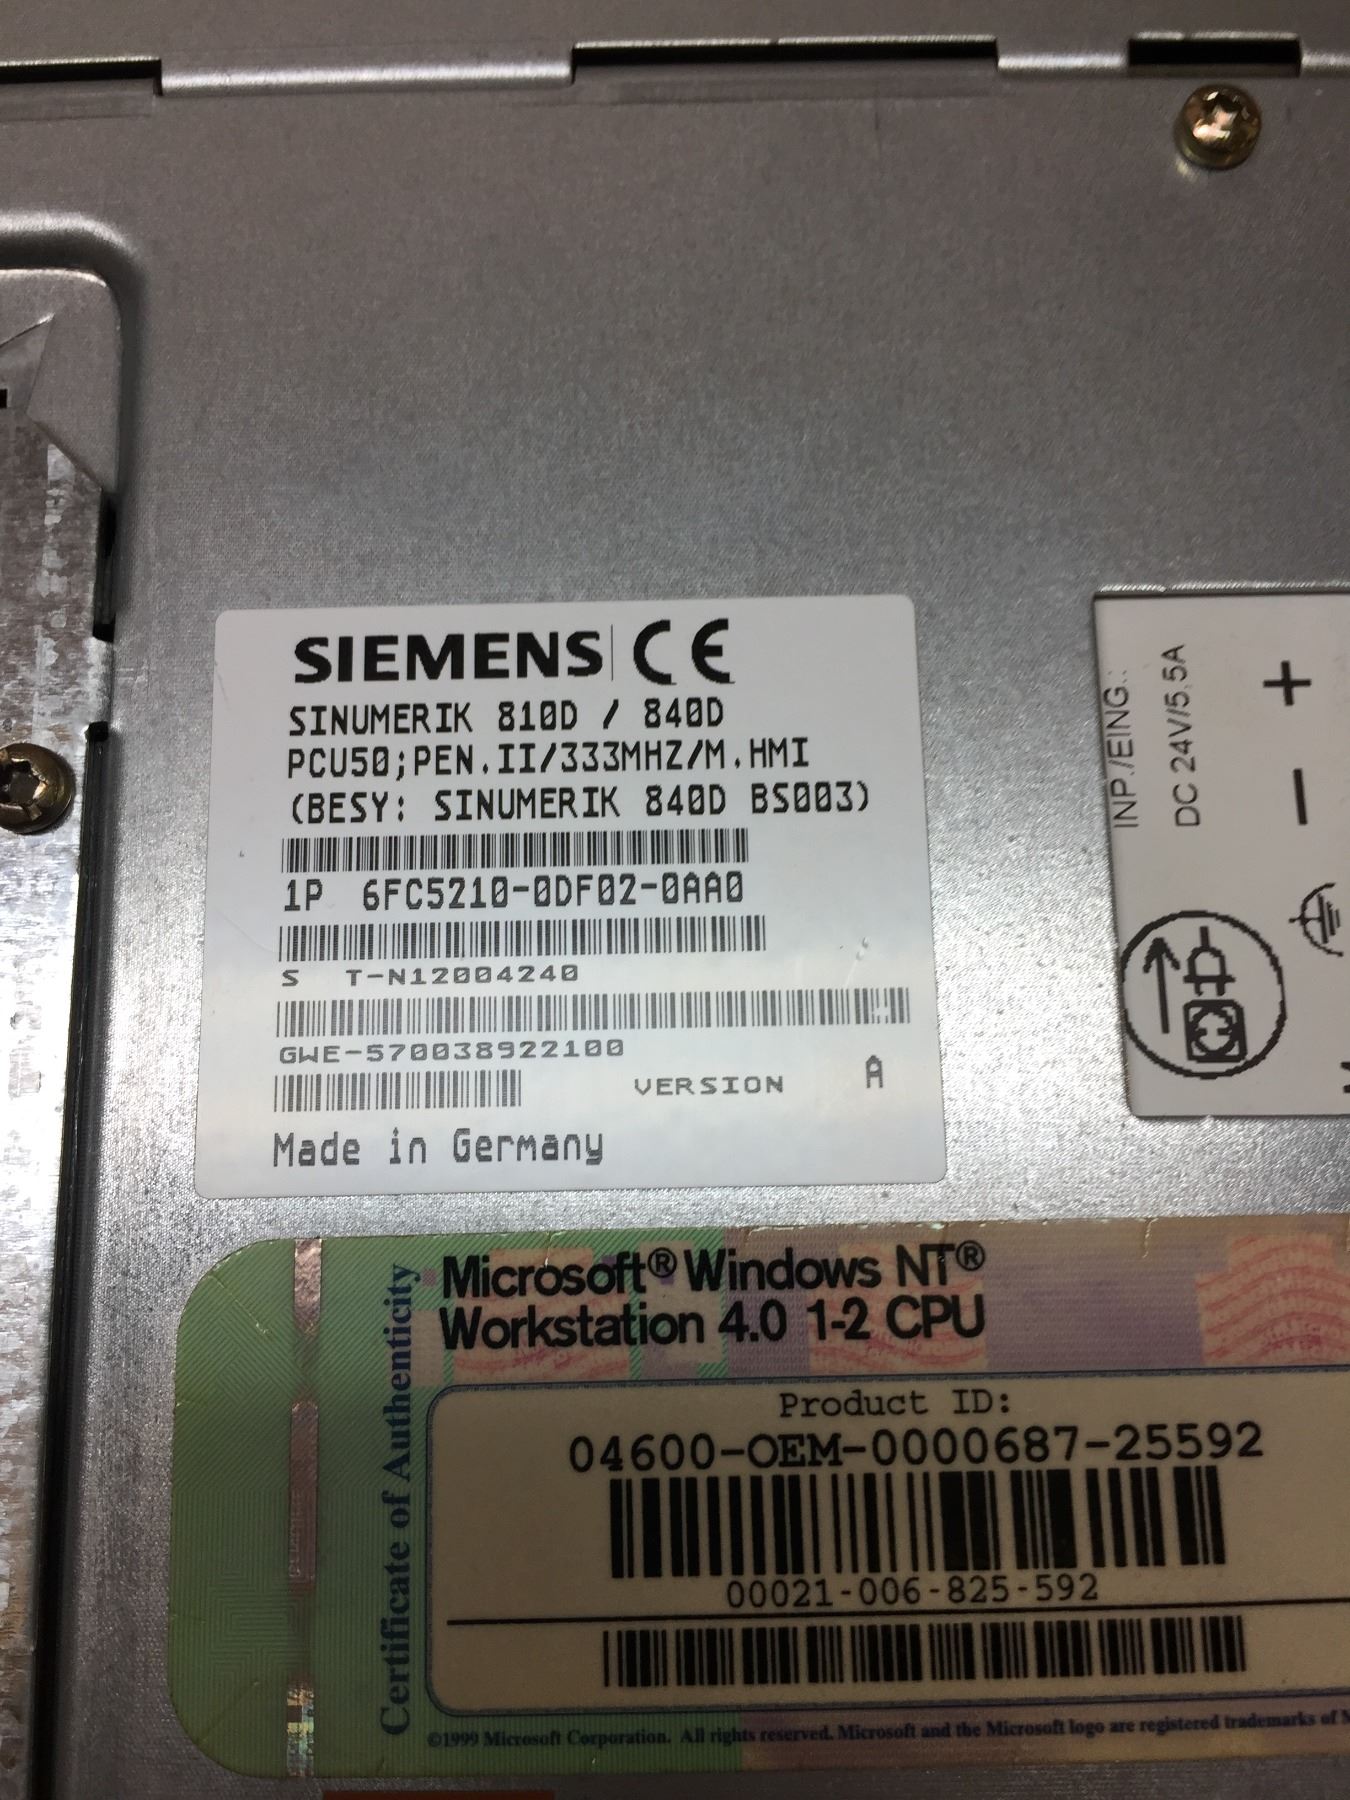 SIEMENS CE
SINUMERIK 810D / 840D
PCU50;PEN.II/333MHZ/M.HMI
(BESY: SINUMERIK 840D BS003)
1P 6FC5210-0DF02-0AA0
S T-N12004240
GWE-570038922100
VERSION A
Made in Germany
INP./EING.:
DC 24V/5.5A
+
−
Certificate of Authenticity
Microsoft® Windows NT®
Workstation 4.0 1-2 CPU
Product ID:
04600-OEM-0000687-25592
00021-006-825-592
©1999 Microsoft Corporation. All rights reserved. Microsoft and the Microsoft logo are registered trademarks of